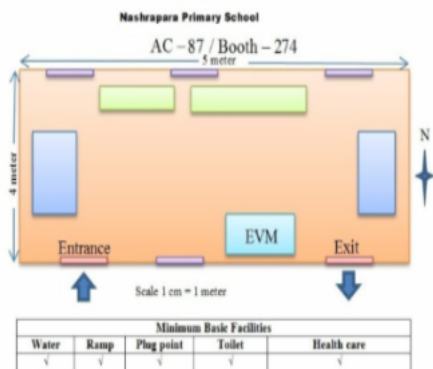 Nashrapara Primary School
AC – 87 / Booth – 274
5 meter
4 meter
N
EVM
Entrance
Exit
Scale 1 cm = 1 meter
Minimum Basic Facilities
Water Ramp Plug point Toilet Health care
√ √ √ √ √